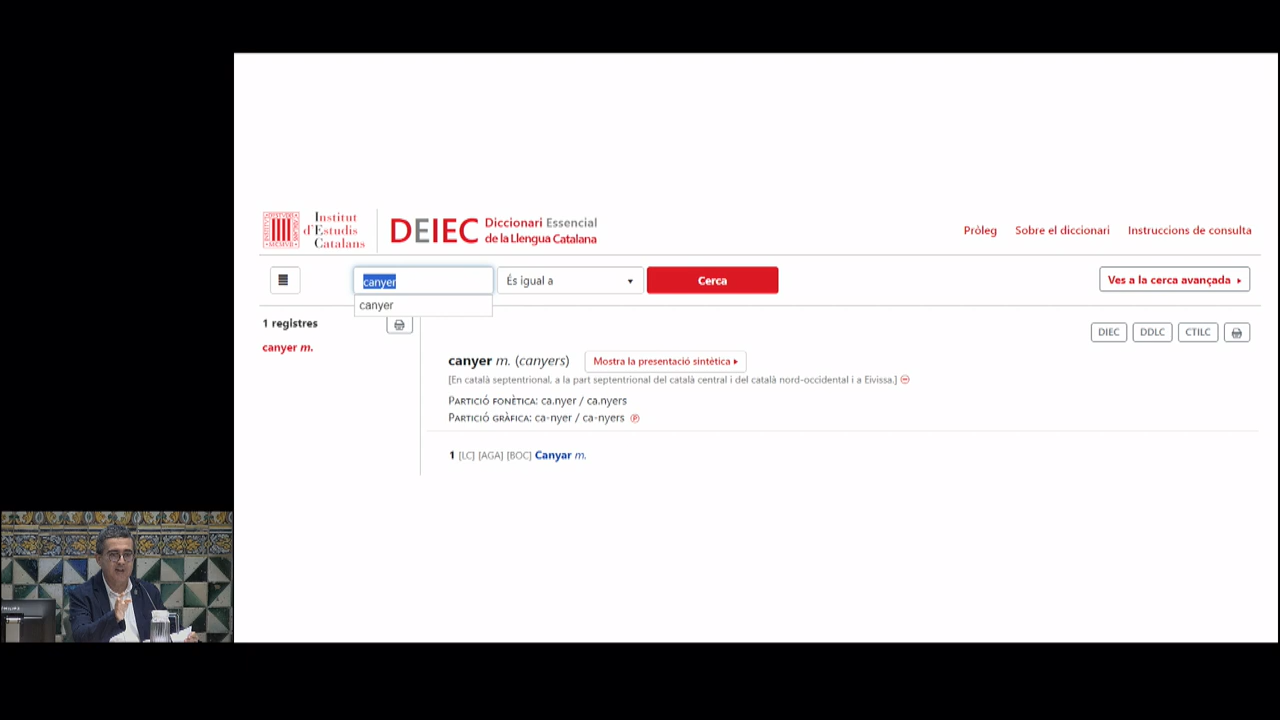 Institut
d'Estudis
Catalans
DEIEC Diccionari Essencial
de la Llengua Catalana
Pròleg Sobre el diccionari Instruccions de consulta
canyer És igual a Cerca Ves a la cerca avançada
canyer
1 registres
canyer m.
DIEC DDLC CTILC
canyer m. (canyers) Mostra la presentació sintètica
[En català septentrional, a la part septentrional del català central i del català nord-occidental i a Eivissa.]
PARTICIÓ FONÈTICA: ca.nyer / ca.nyers
PARTICIÓ GRÀFICA: ca-nyer / ca-nyers P
1 [LC] [AGA] [BOC] Canyar m.